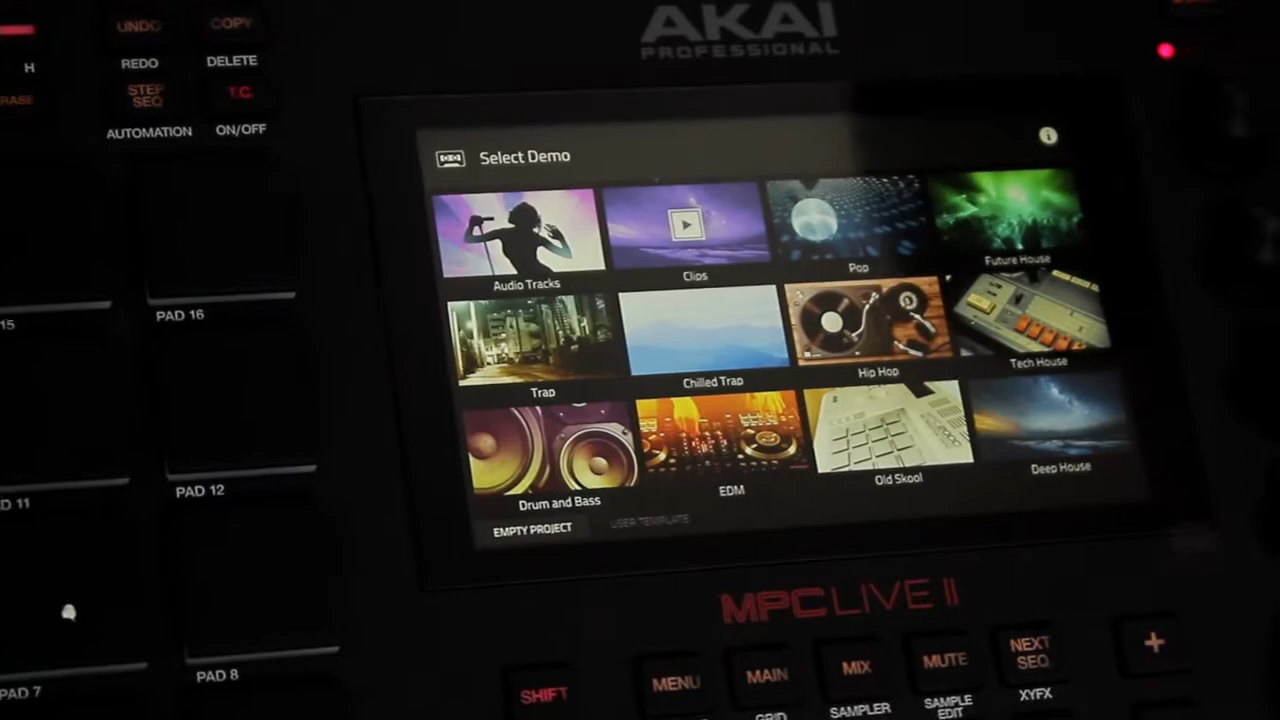 UNDO
COPY
AKAI
PROFESSIONAL
H
REDO
DELETE
RASE
STEP
SEQ
T.C.
AUTOMATION
ON/OFF
Select Demo
Audio Tracks
Clips
Pop
Future House
Trap
Chilled Trap
Hip Hop
Tech House
Drum and Bass
EDM
Old Skool
Deep House
EMPTY PROJECT
USER TEMPLATE
15
PAD 16
D 11
PAD 12
PAD 7
PAD 8
MPC LIVE II
SHIFT
MENU
MAIN
MIX
MUTE
NEXT
SEQ
+
GRID
SAMPLER
SAMPLE
EDIT
XYFX